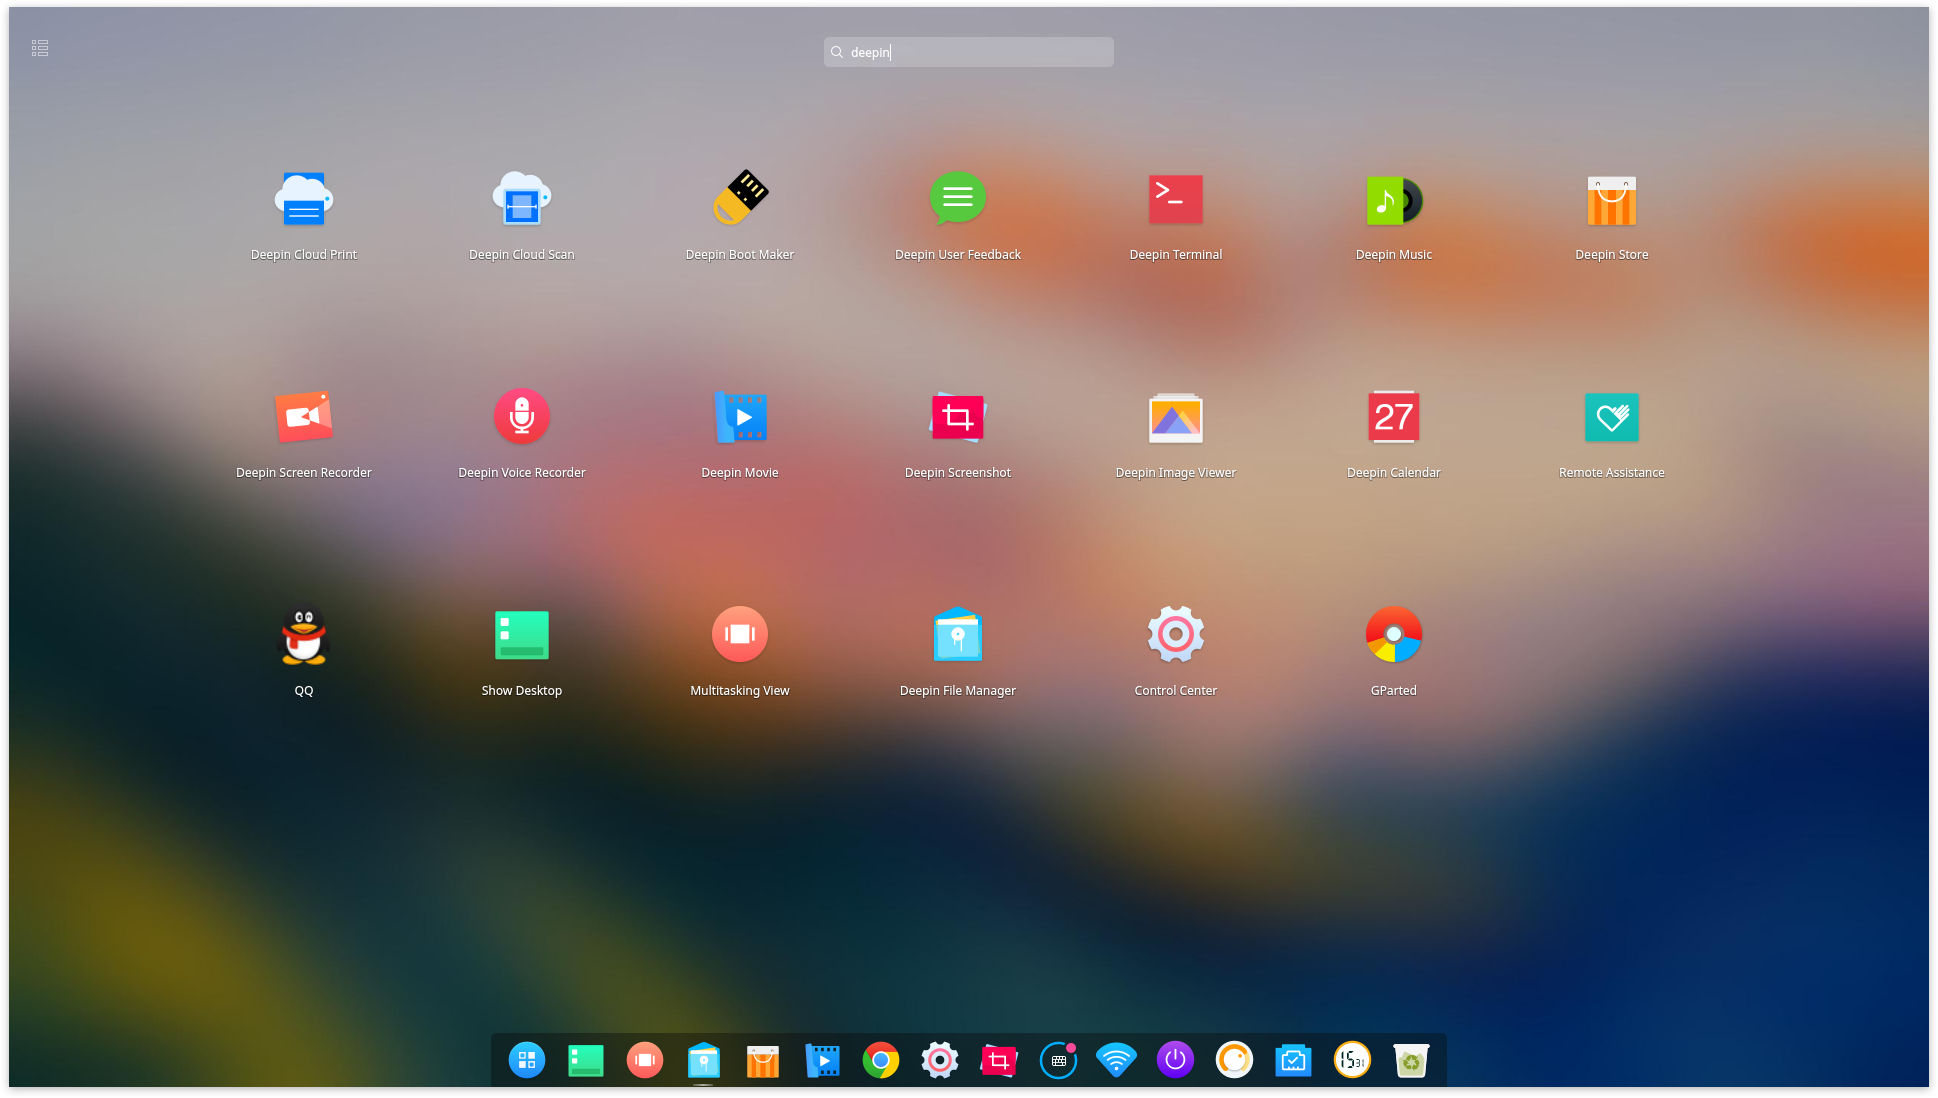 deepin
Deepin Cloud Print
Deepin Cloud Scan
Deepin Boot Maker
Deepin User Feedback
Deepin Terminal
Deepin Music
Deepin Store
27
Deepin Screen Recorder
Deepin Voice Recorder
Deepin Movie
Deepin Screenshot
Deepin Image Viewer
Deepin Calendar
Remote Assistance
QQ
Show Desktop
Multitasking View
Deepin File Manager
Control Center
GParted
15 31